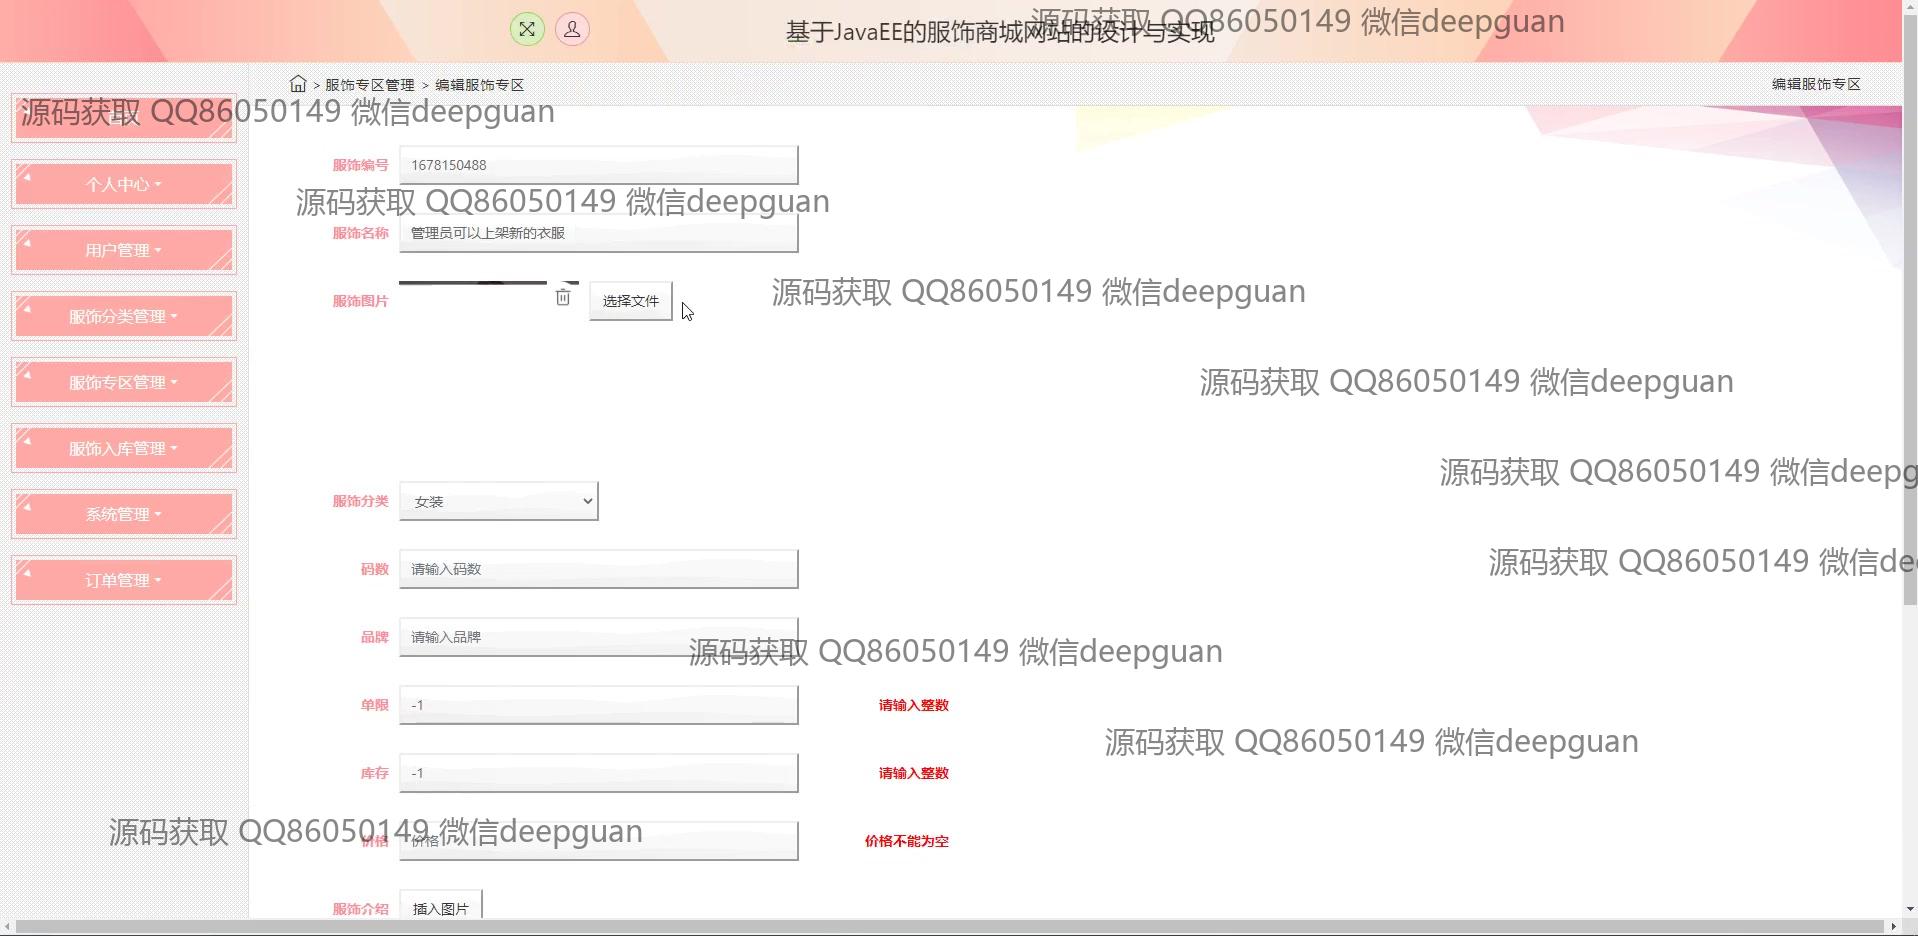 基于JavaEE的服饰商城网站的设计与实现
源码获取 QQ86050149 微信deepguan
> 服饰专区管理 > 编辑服饰专区
编辑服饰专区
源码获取 QQ86050149 微信deepguan
个人中心
用户管理
服饰分类管理
服饰专区管理
服饰入库管理
系统管理
订单管理
服饰编号 1678150488
源码获取 QQ86050149 微信deepguan
服饰名称 管理员可以上架新的衣服
服饰图片 选择文件
源码获取 QQ86050149 微信deepguan
源码获取 QQ86050149 微信deepguan
源码获取 QQ86050149 微信deepg
服饰分类 女装
源码获取 QQ86050149 微信dee
码数 请输入码数
品牌 请输入品牌
源码获取 QQ86050149 微信deepguan
单限 -1 请输入整数
源码获取 QQ86050149 微信deepguan
库存 -1 请输入整数
源码获取 QQ86050149 微信deepguan
价格 价格 价格不能为空
服饰介绍 插入图片